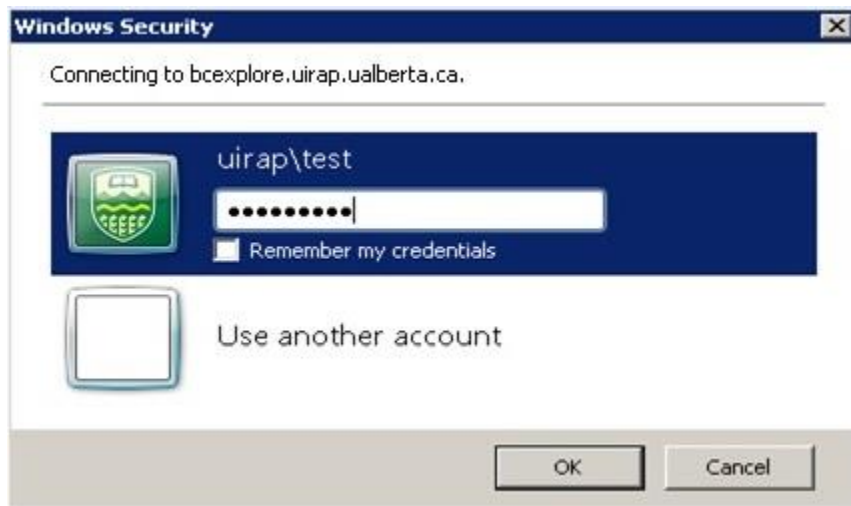 Windows Security
Connecting to bcexplore.uirap.ualberta.ca.
uirap\test
●●●●●●●●●
Remember my credentials
Use another account
OK
Cancel